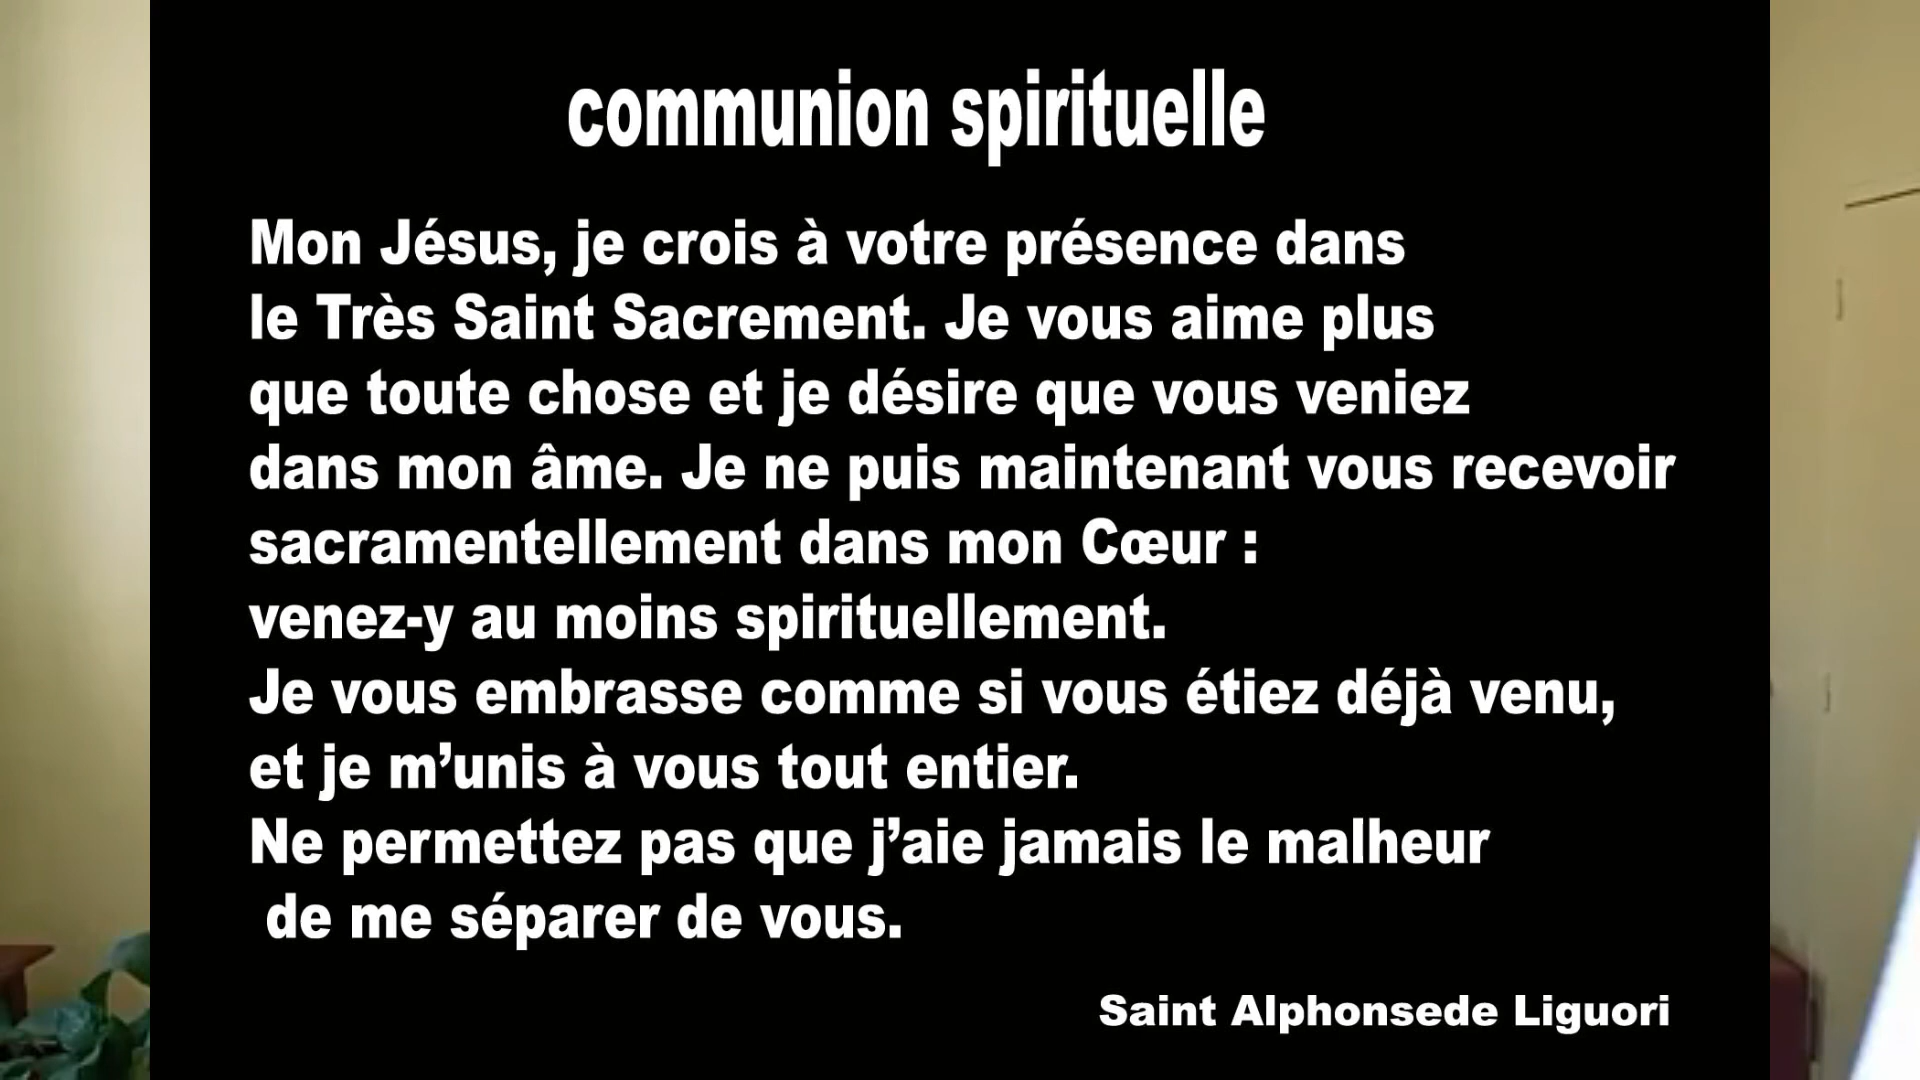 communion spirituelle
Mon Jésus, je crois à votre présence dans
le Très Saint Sacrement. Je vous aime plus
que toute chose et je désire que vous veniez
dans mon âme. Je ne puis maintenant vous recevoir
sacramentellement dans mon Cœur :
venez-y au moins spirituellement.
Je vous embrasse comme si vous étiez déjà venu,
et je m’unis à vous tout entier.
Ne permettez pas que j’aie jamais le malheur
de me séparer de vous.
Saint Alphonsede Liguori